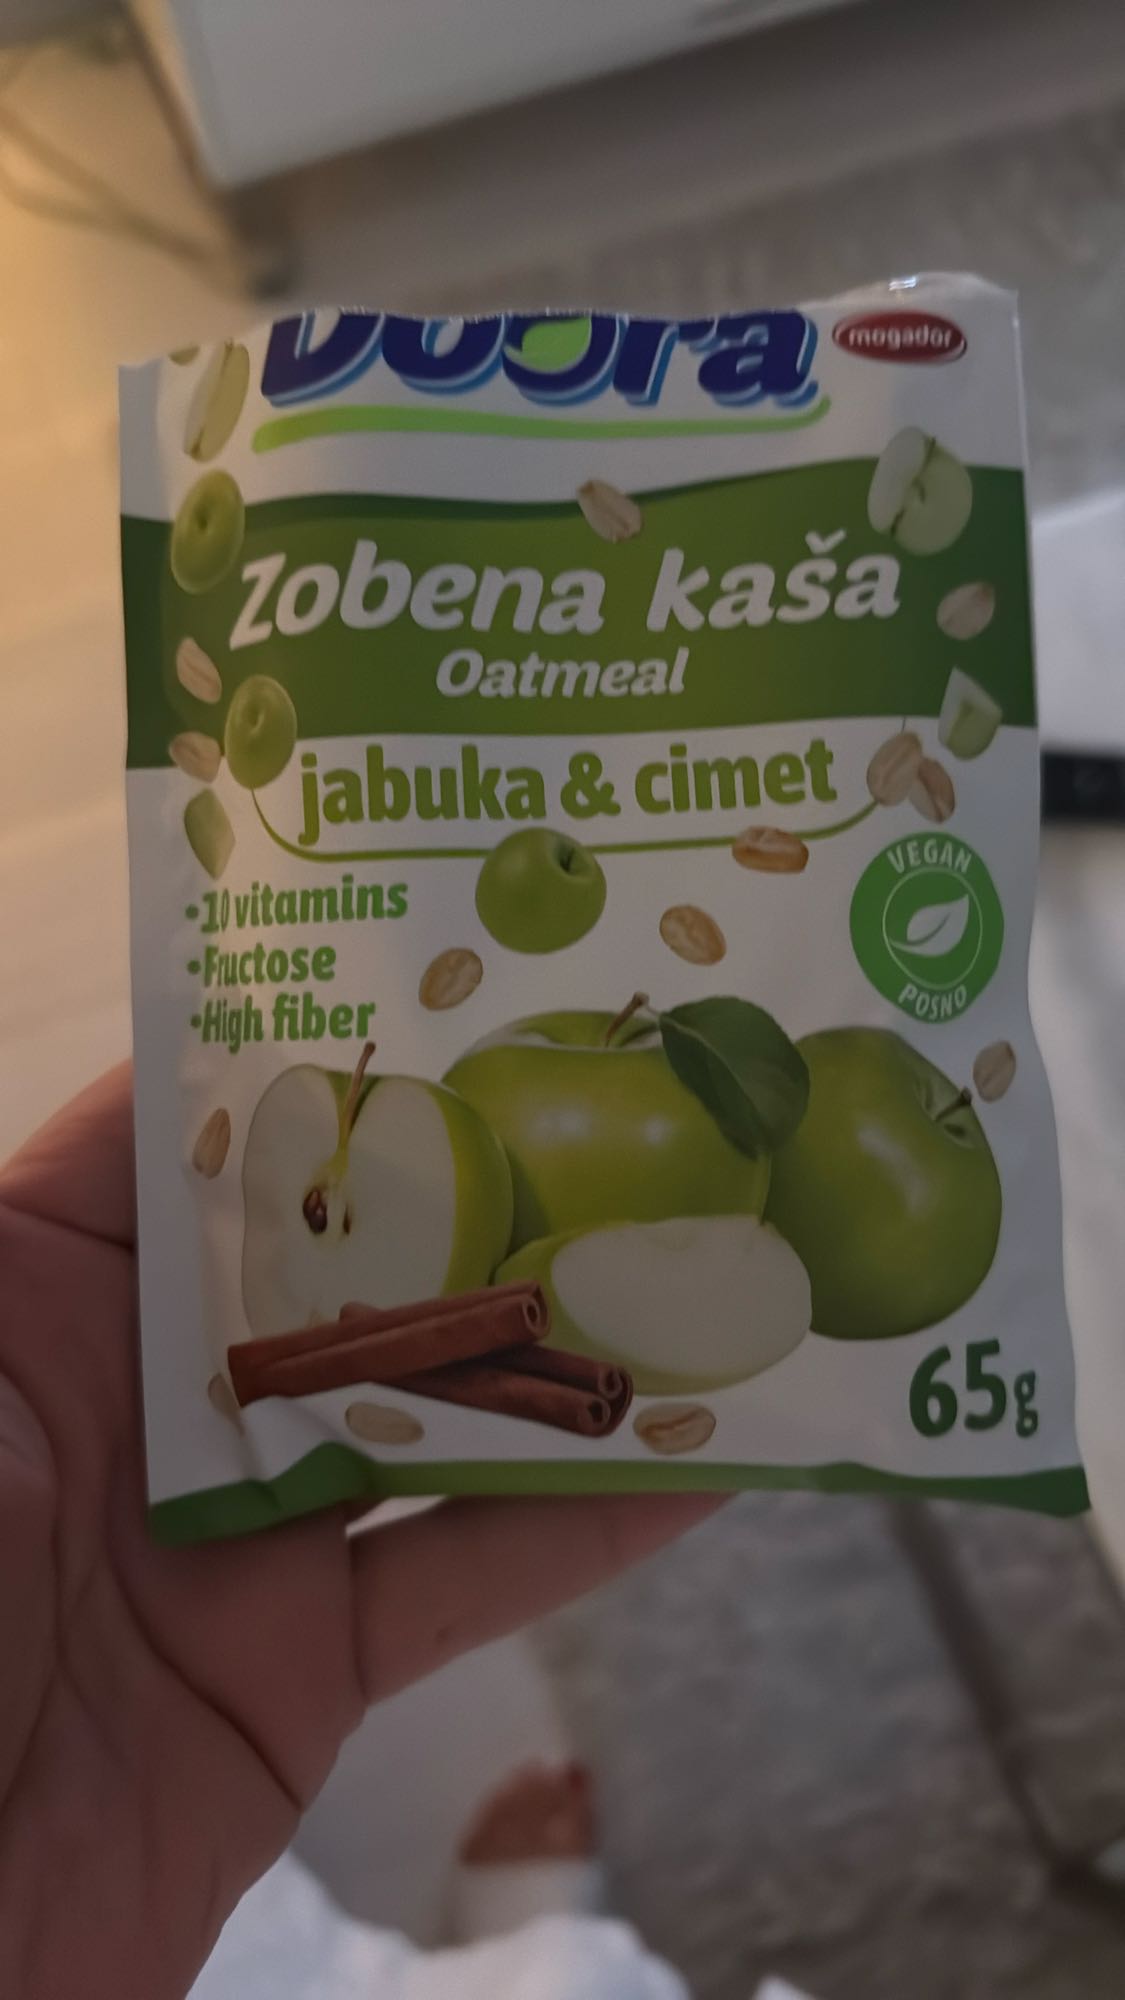 Dobra
mogador
Zobena kaša
Oatmeal
jabuka & cimet
•10 vitamins
•Fructose
•High fiber
VEGAN
POSNO
65g